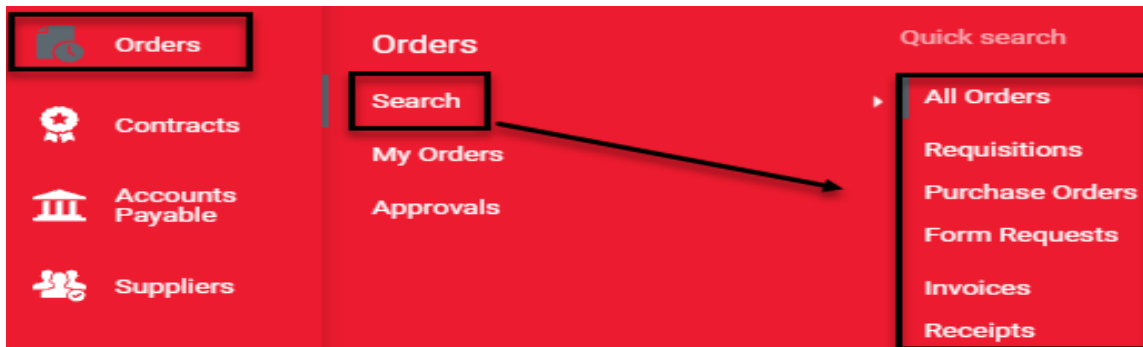 Orders
Contracts
Accounts
Payable
Suppliers
Orders
Search
My Orders
Approvals
Quick search
All Orders
Requisitions
Purchase Orders
Form Requests
Invoices
Receipts